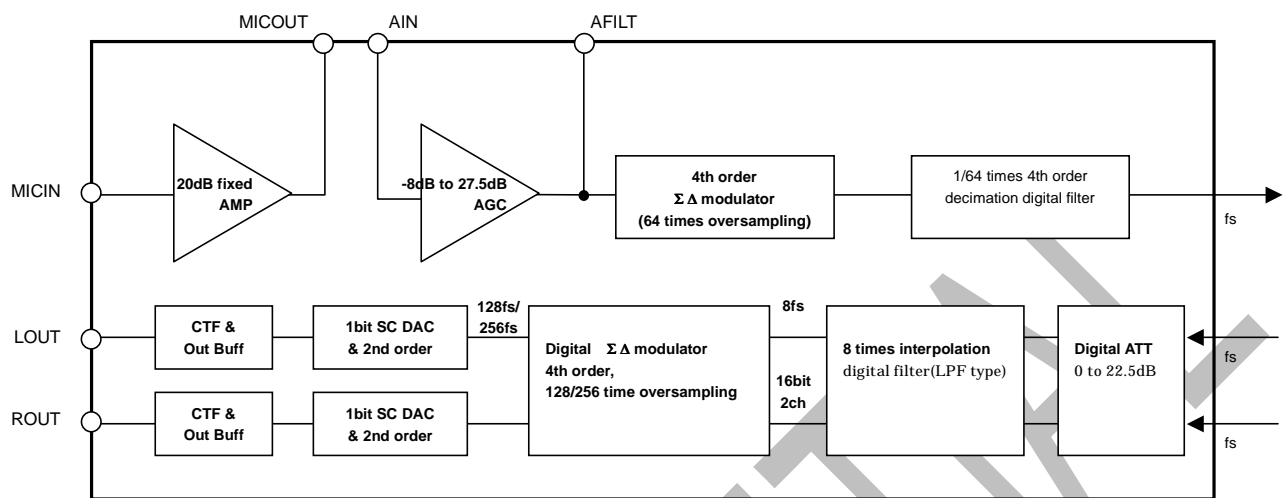 MICOUT
AIN
AFILT
MICIN
20dB fixed
AMP
-8dB to 27.5dB
AGC
4th order
Σ Δ modulator
(64 times oversampling)
1/64 times 4th order
decimation digital filter
fs
LOUT
CTF &
Out Buff
1bit SC DAC
& 2nd order
128fs/
256fs
Digital Σ Δ modulator
4th order,
128/256 time oversampling
8fs
16bit
2ch
8 times interpolation
digital filter(LPF type)
Digital ATT
0 to 22.5dB
fs
ROUT
CTF &
Out Buff
1bit SC DAC
& 2nd order
fs